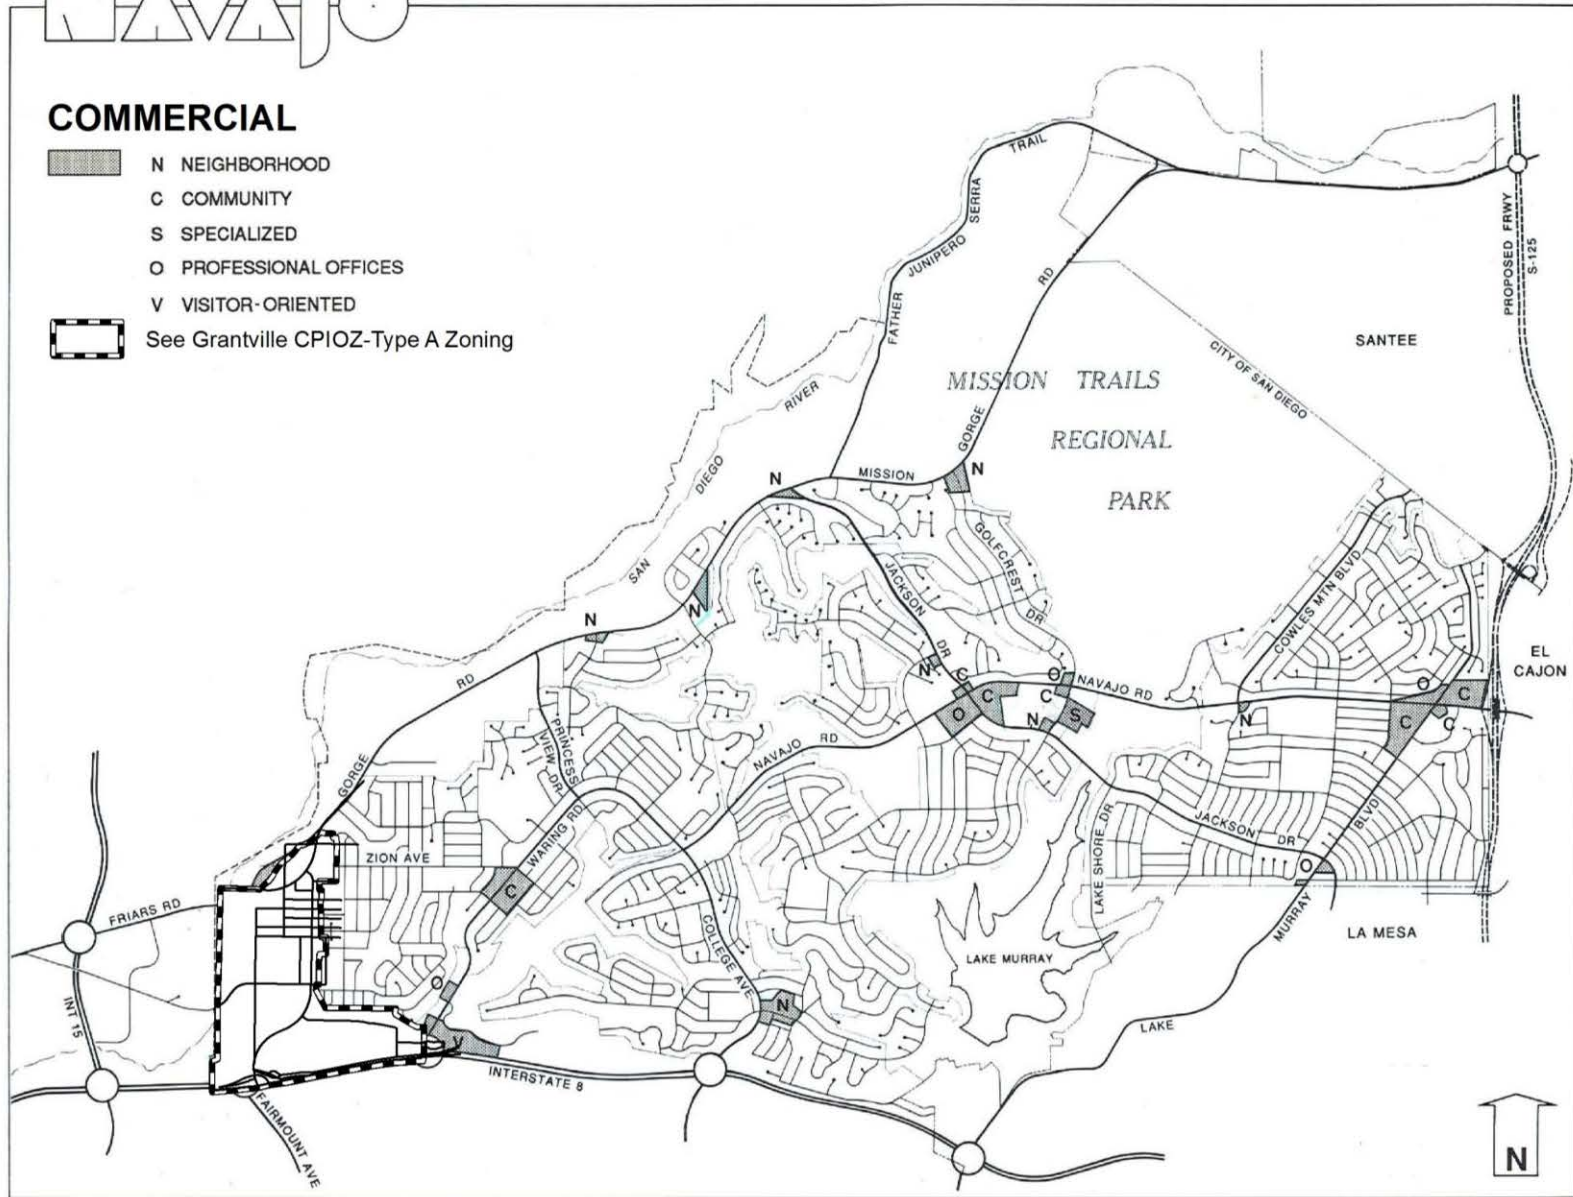 NAVAJO
COMMERCIAL
N NEIGHBORHOOD
C COMMUNITY
S SPECIALIZED
O PROFESSIONAL OFFICES
V VISITOR-ORIENTED
See Grantville CPIOZ-Type A Zoning
FATHER JUNIPERO SERRA TRAIL
PROPOSED FRWY
S-125
SANTEE
CITY OF SAN DIEGO
MISSION TRAILS
REGIONAL
PARK
SAN DIEGO RIVER
MISSION GORGE RD
N
N
N
N
GOLFCREST DR
JACKSON DR
COWLES MTN BLVD
EL
CAJON
N
C
C
O
O
C
NAVAJO RD
N
S
N
O
C
C
C
GORGE RD
PRINCESS
VIEW DR
NAVAJO RD
WARING RD
ZION AVE
C
LAKE SHORE DR
JACKSON DR
O
LAKE MURRAY BLVD
LA MESA
FRIARS RD
COLLEGE AVE
LAKE MURRAY
INT 15
O
N
V
INTERSTATE 8
FAIRMOUNT AVE
N